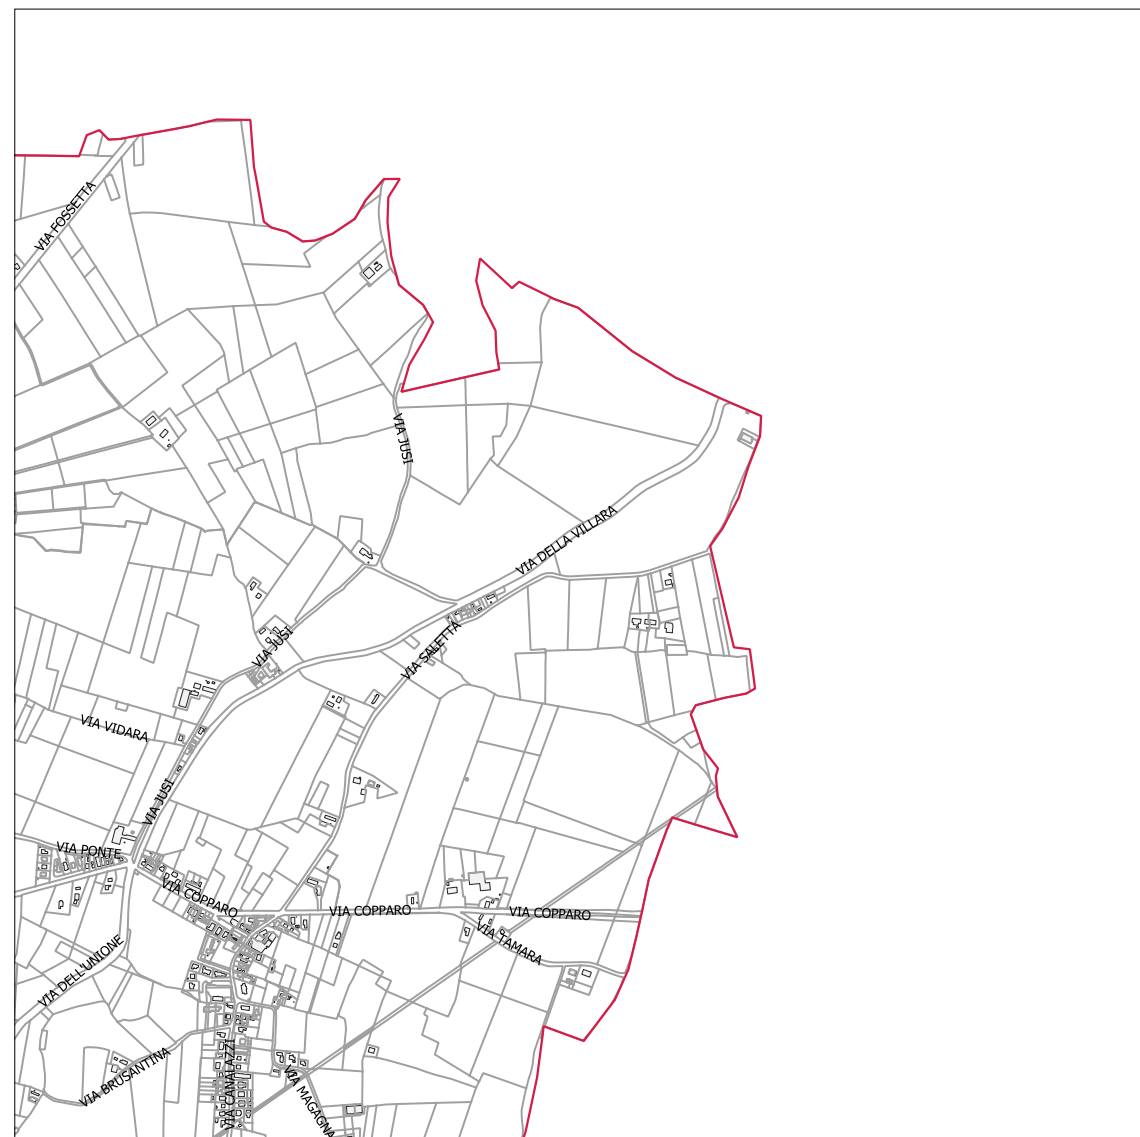 VIA FOSSETTA
VIA JUSI
VIA DELLA VILLARA
VIA SALETTA
VIA JUSI
VIA VIDARA
VIA JUSI
VIA PONTE
VIA COPPARO
VIA COPPARO
VIA COPPARO
VIA TAMARA
VIA DELL'UNIONE
VIA BRUSANTINA
VIA CANALAZZI
VIA MAGAGNA